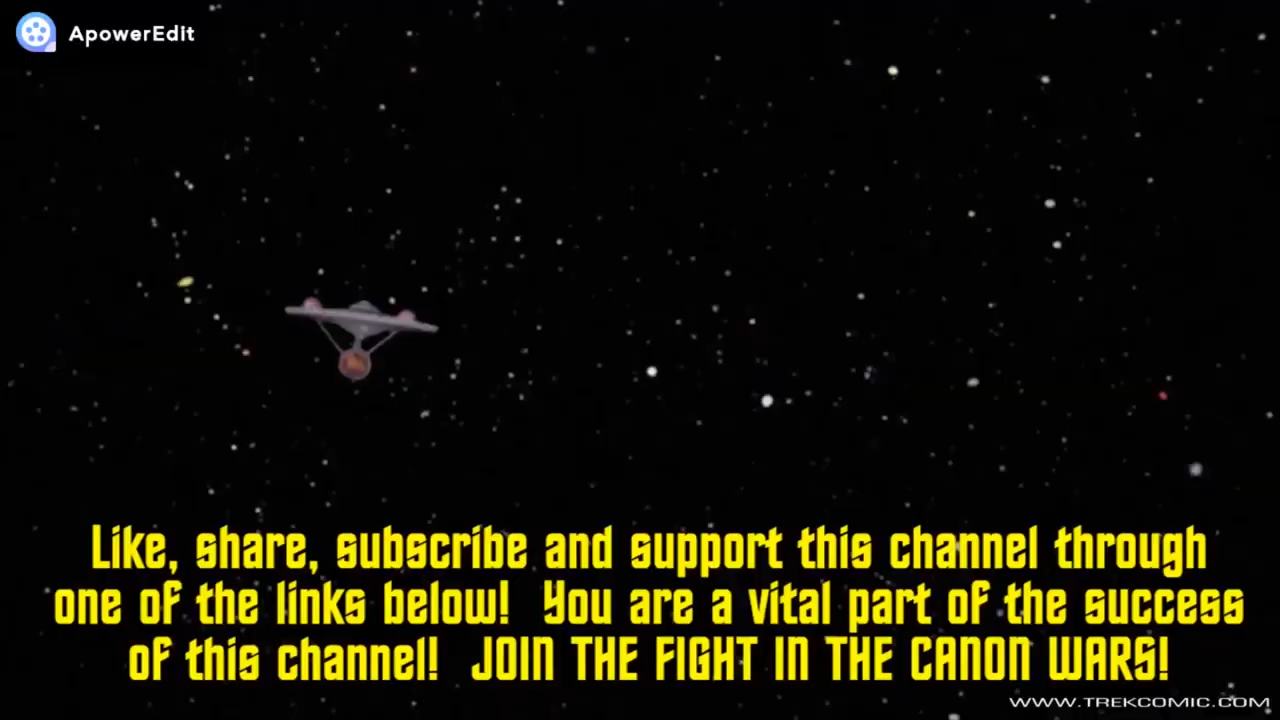 ApowerEdit
Like, share, subscribe and support this channel through
one of the links below! You are a vital part of the success
of this channel! JOIN THE FIGHT IN THE CANON WARS!
WWW.TREKCOMIC.COM